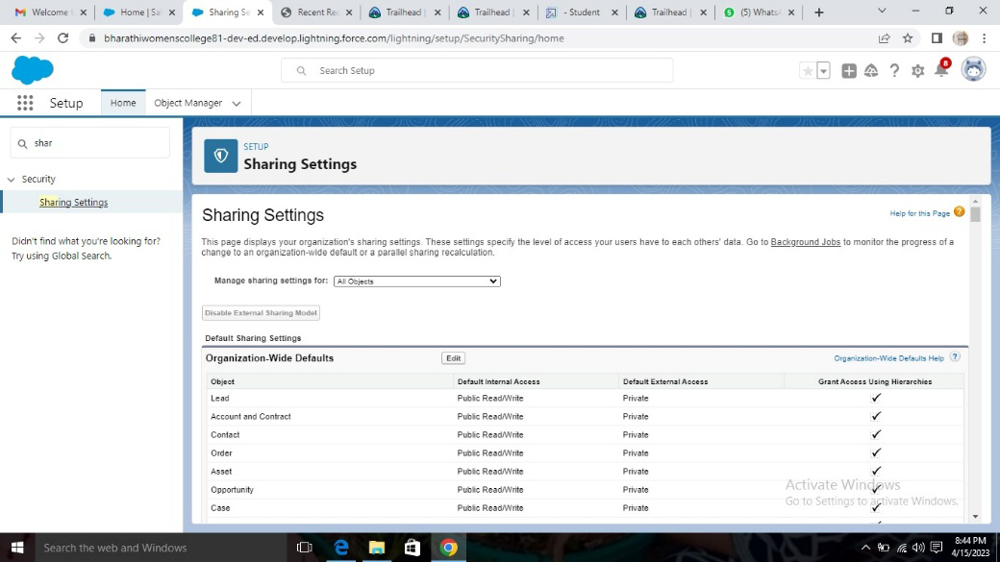 Welcome
Home | Sa
Sharing Se
Recent Re
Trailhead
Trailhead
- Student
Trailhead
(5) Whats
bharathiwomenscollege81-dev-ed.develop.lightning.force.com/lightning/setup/SecuritySharing/home
Search Setup
8
Setup
Home
Object Manager
shar
Security
Sharing Settings
Didn't find what you're looking for?
Try using Global Search.
SETUP
Sharing Settings
Sharing Settings
Help for this Page
This page displays your organization's sharing settings. These settings specify the level of access your users have to each others' data. Go to Background Jobs to monitor the progress of a
change to an organization-wide default or a parallel sharing recalculation.
Manage sharing settings for: All Objects
Disable External Sharing Model
Default Sharing Settings
Organization-Wide Defaults Edit Organization-Wide Defaults Help ?
Object Default Internal Access Default External Access Grant Access Using Hierarchies
Lead Public Read/Write Private ✓
Account and Contract Public Read/Write Private ✓
Contact Public Read/Write Private ✓
Order Public Read/Write Private ✓
Asset Public Read/Write Private ✓
Opportunity Public Read/Write Private ✓
Case Public Read/Write Private ✓
Activate Windows
Go to Settings to activate Windows.
Search the web and Windows
8:44 PM
4/15/2023